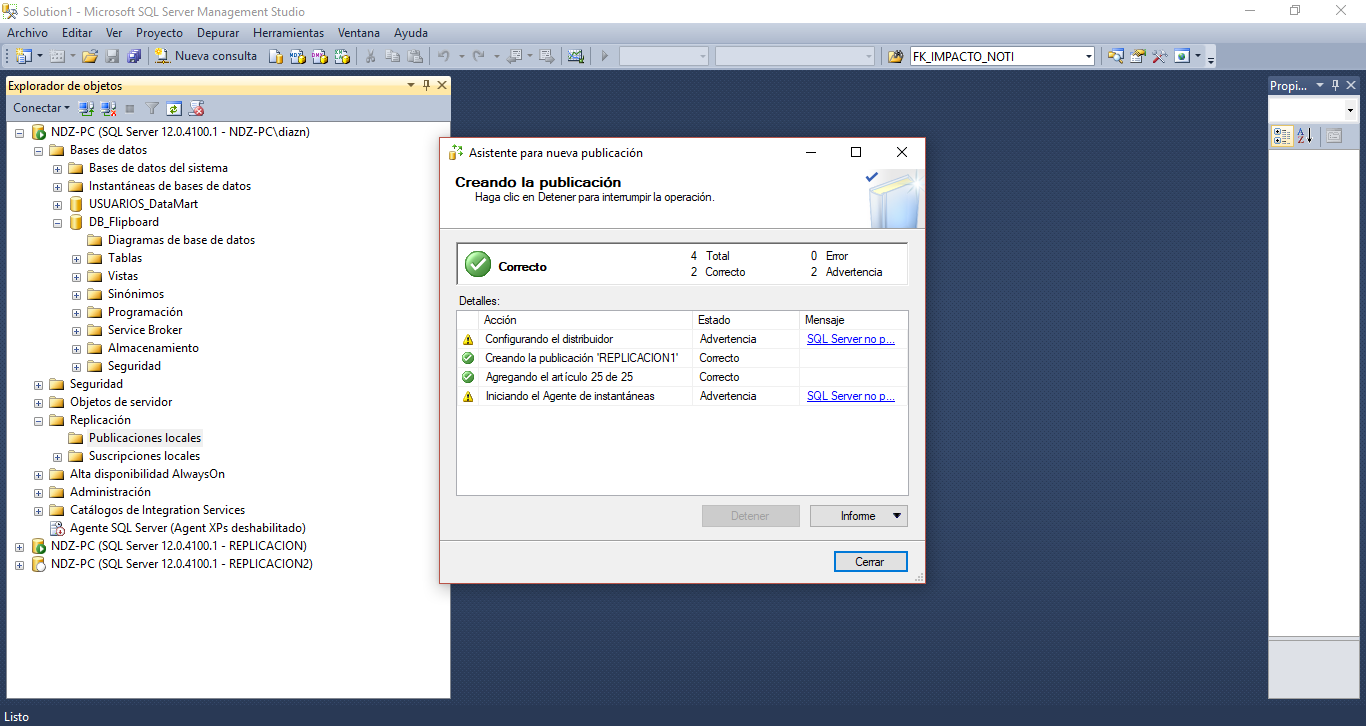 Solution1 - Microsoft SQL Server Management Studio
Archivo Editar Ver Proyecto Depurar Herramientas Ventana Ayuda
Nueva consulta
FK_IMPACTO_NOTI
Explorador de objetos
Conectar
NDZ-PC (SQL Server 12.0.4100.1 - NDZ-PC\diazn)
Bases de datos
Bases de datos del sistema
Instantáneas de bases de datos
USUARIOS_DataMart
DB_Flipboard
Diagramas de base de datos
Tablas
Vistas
Sinónimos
Programación
Service Broker
Almacenamiento
Seguridad
Seguridad
Objetos de servidor
Replicación
Publicaciones locales
Suscripciones locales
Alta disponibilidad AlwaysOn
Administración
Catálogos de Integration Services
Agente SQL Server (Agent XPs deshabilitado)
NDZ-PC (SQL Server 12.0.4100.1 - REPLICACION)
NDZ-PC (SQL Server 12.0.4100.1 - REPLICACION2)
Asistente para nueva publicación
Creando la publicación
Haga clic en Detener para interrumpir la operación.
Correcto
4 Total 0 Error
2 Correcto 2 Advertencia
Detalles:
Acción Estado Mensaje
Configurando el distribuidor Advertencia SQL Server no p...
Creando la publicación 'REPLICACION1' Correcto
Agregando el artículo 25 de 25 Correcto
Iniciando el Agente de instantáneas Advertencia SQL Server no p...
Detener Informe
Cerrar
Propi...
Listo